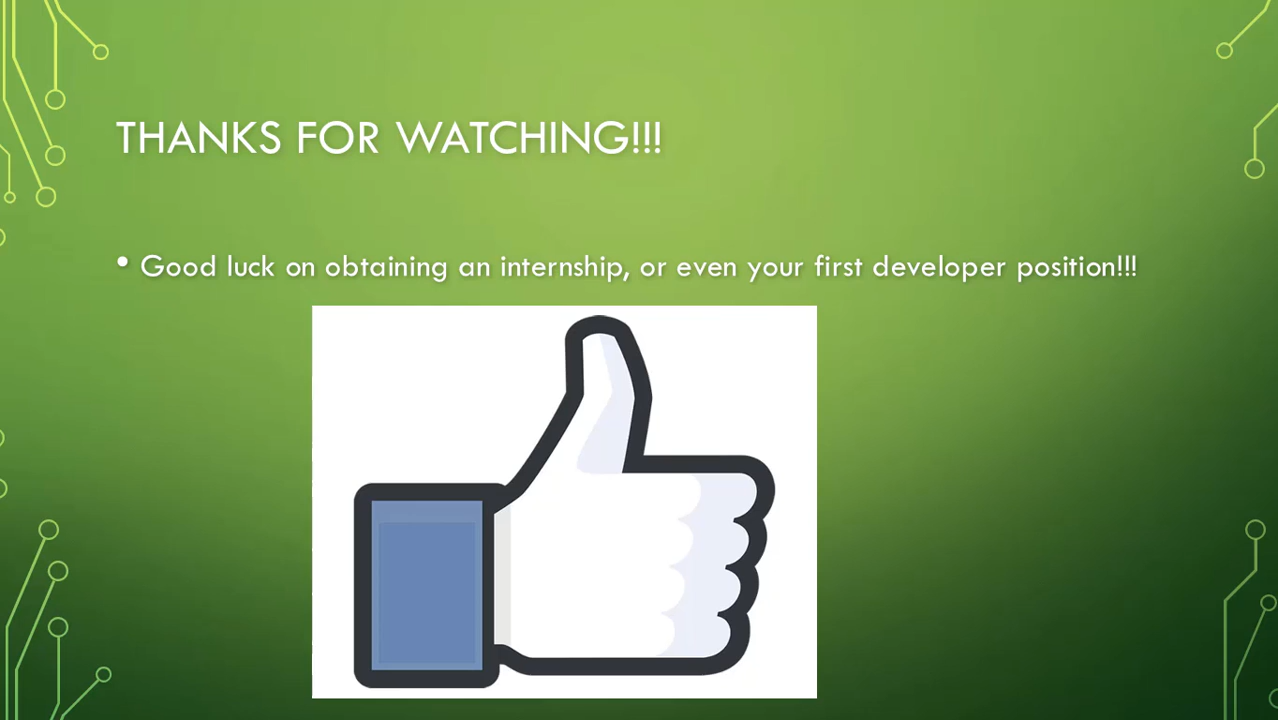 THANKS FOR WATCHING!!!
• Good luck on obtaining an internship, or even your first developer position!!!